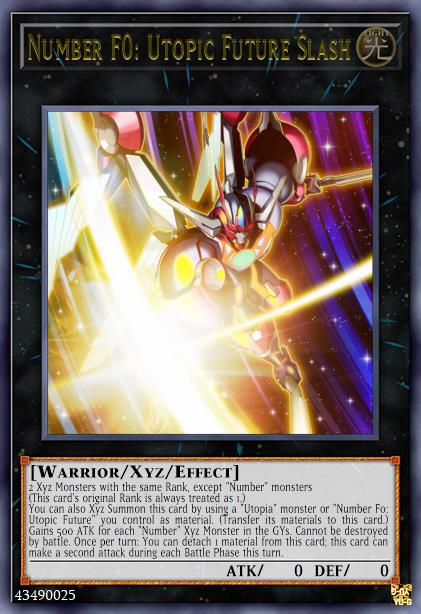 Number F0: Utopic Future Slash
LIGHT
光
[Warrior/Xyz/Effect]
2 Xyz Monsters with the same Rank, except "Number" monsters
(This card's original Rank is always treated as 1.)
You can also Xyz Summon this card by using a "Utopia" monster or "Number F0:
Utopic Future" you control as material. (Transfer its materials to this card.)
Gains 500 ATK for each "Number" Xyz Monster in the GYs. Cannot be destroyed
by battle. Once per turn: You can detach 1 material from this card; this card can
make a second attack during each Battle Phase this turn.
ATK/ 0 DEF/ 0
43490025